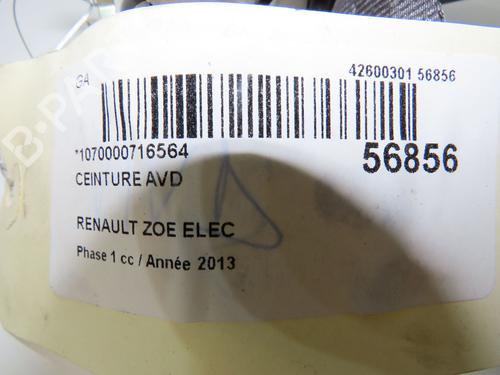 GA
42600301 56856
*1070000716564
56856
CEINTURE AVD
RENAULT ZOE ELEC
Phase 1 cc / Année 2013